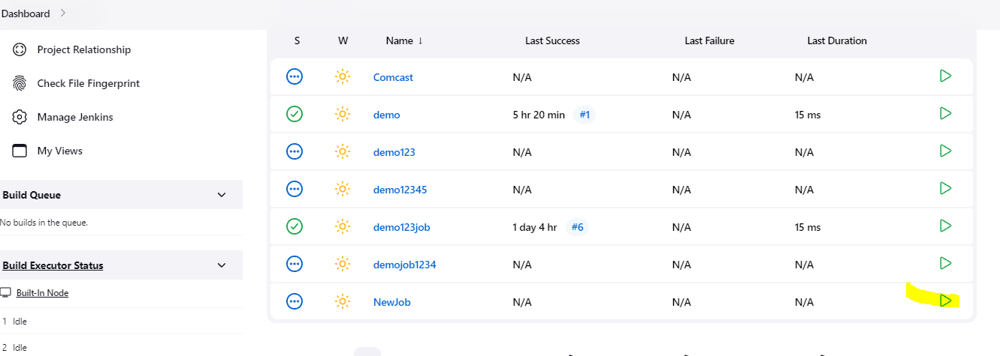 Dashboard
Project Relationship
Check File Fingerprint
Manage Jenkins
My Views
Build Queue
No builds in the queue.
Build Executor Status
Built-In Node
1 Idle
2 Idle
S W Name ↓ Last Success Last Failure Last Duration
Comcast N/A N/A N/A
demo 5 hr 20 min #1 N/A 15 ms
demo123 N/A N/A N/A
demo12345 N/A N/A N/A
demo123job 1 day 4 hr #6 N/A 15 ms
demojob1234 N/A N/A N/A
NewJob N/A N/A N/A